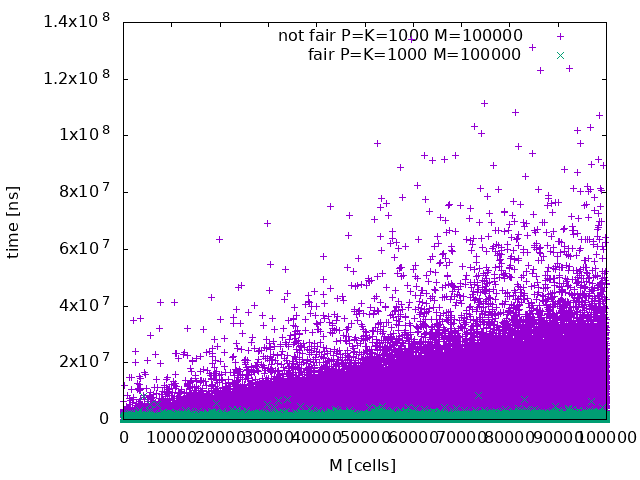 not fair P=K=1000 M=100000
fair P=K=1000 M=100000
1.4x10^8
1.2x10^8
1x10^8
8x10^7
6x10^7
4x10^7
2x10^7
0
time [ns]
0 10000 20000 30000 40000 50000 60000 70000 80000 90000 100000
M [cells]